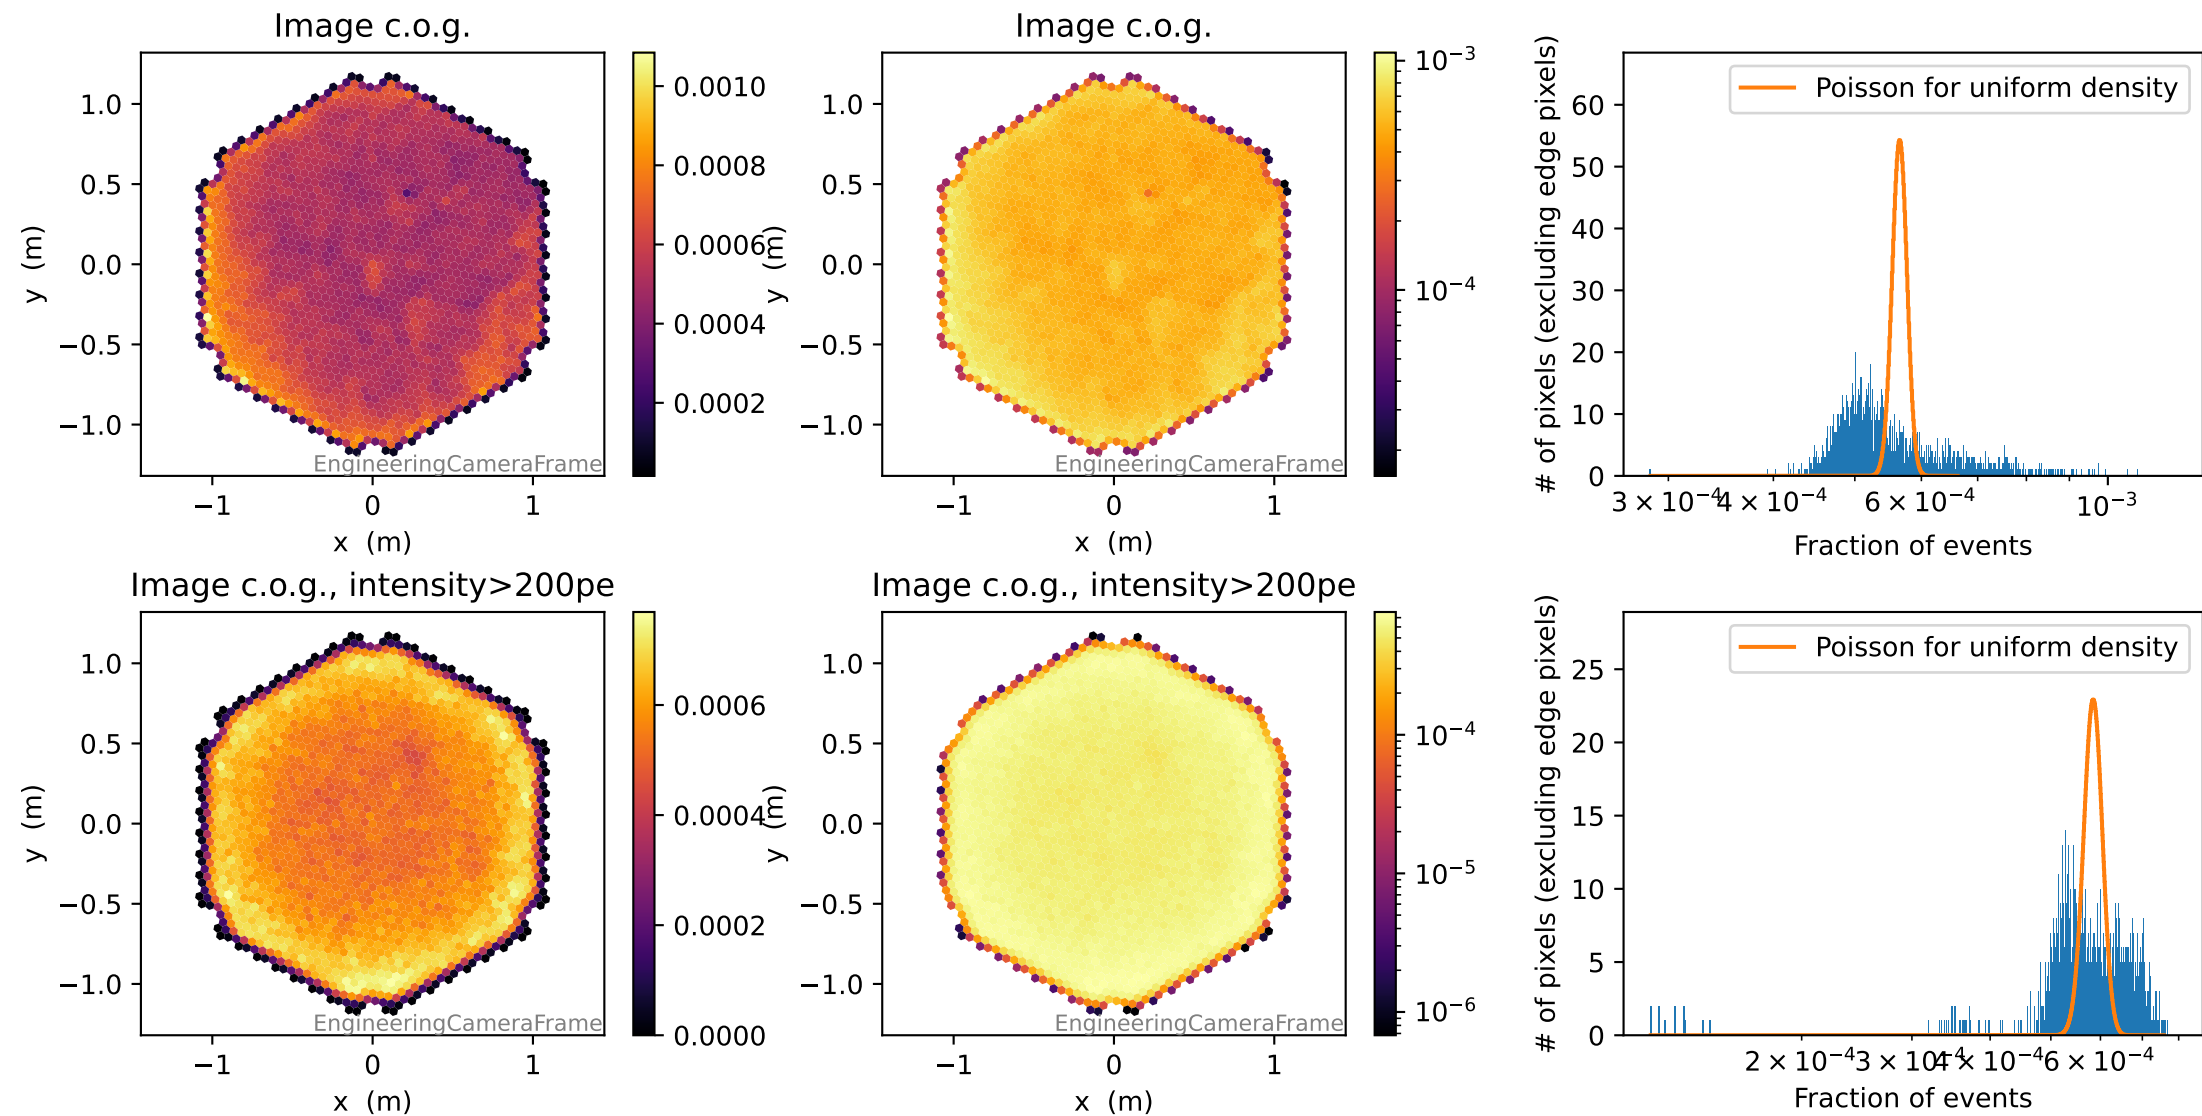 Image c.o.g.
1.0
0.5
0.0
−0.5
−1.0
y (m)
−1
0
1
x (m)
EngineeringCameraFrame
0.0010
0.0008
0.0006
0.0004
0.0002
Image c.o.g.
1.0
0.5
0.0
−0.5
−1.0
y (m)
−1
0
1
x (m)
EngineeringCameraFrame
10⁻³
10⁻⁴
Poisson for uniform density
60
50
40
30
20
10
0
# of pixels (excluding edge pixels)
3 × 10⁻⁴
4 × 10⁻⁴
6 × 10⁻⁴
10⁻³
Fraction of events
Image c.o.g., intensity>200pe
1.0
0.5
0.0
−0.5
−1.0
y (m)
−1
0
1
x (m)
EngineeringCameraFrame
0.0006
0.0004
0.0002
0.0000
Image c.o.g., intensity>200pe
1.0
0.5
0.0
−0.5
−1.0
y (m)
−1
0
1
x (m)
EngineeringCameraFrame
10⁻⁴
10⁻⁵
10⁻⁶
Poisson for uniform density
25
20
15
10
5
0
# of pixels (excluding edge pixels)
2 × 10⁻⁴
3 × 10⁻⁴
4 × 10⁻⁴
6 × 10⁻⁴
Fraction of events